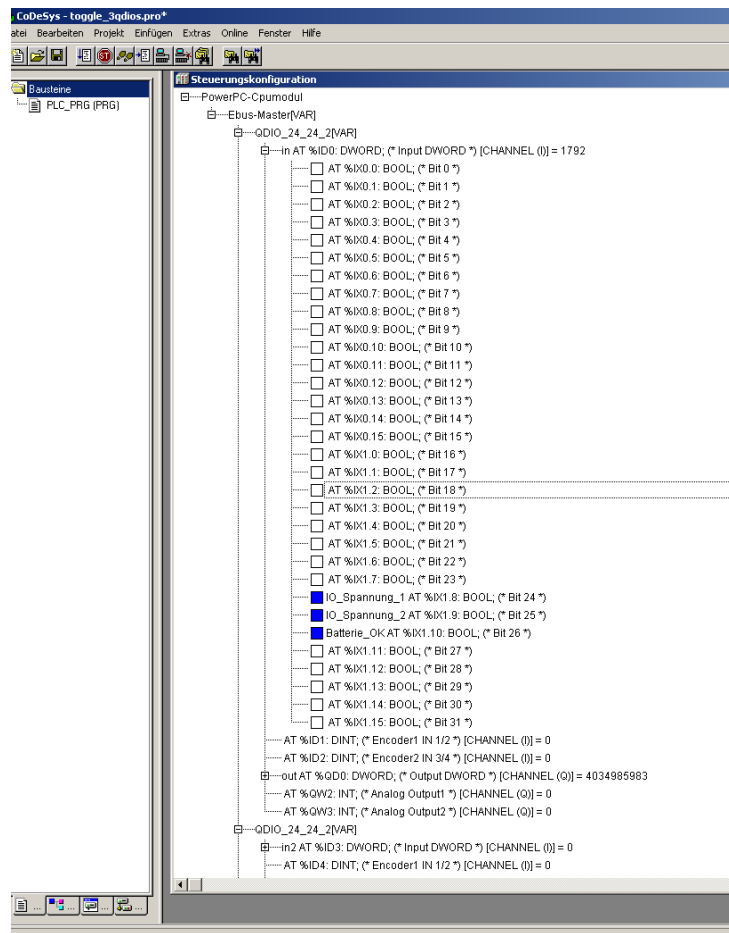 CoDeSys - toggle_3qdios.pro*
atei Bearbeiten Projekt Einfügen Extras Online Fenster Hilfe
Bausteine
PLC_PRG (PRG)
Steuerungskonfiguration
PowerPC-Cpumodul
Ebus-Master[VAR]
QDIO_24_24_2[VAR]
in AT %ID0: DWORD; (* Input DWORD *) [CHANNEL (I)] = 1792
AT %IX0.0: BOOL; (* Bit 0 *)
AT %IX0.1: BOOL; (* Bit 1 *)
AT %IX0.2: BOOL; (* Bit 2 *)
AT %IX0.3: BOOL; (* Bit 3 *)
AT %IX0.4: BOOL; (* Bit 4 *)
AT %IX0.5: BOOL; (* Bit 5 *)
AT %IX0.6: BOOL; (* Bit 6 *)
AT %IX0.7: BOOL; (* Bit 7 *)
AT %IX0.8: BOOL; (* Bit 8 *)
AT %IX0.9: BOOL; (* Bit 9 *)
AT %IX0.10: BOOL; (* Bit 10 *)
AT %IX0.11: BOOL; (* Bit 11 *)
AT %IX0.12: BOOL; (* Bit 12 *)
AT %IX0.13: BOOL; (* Bit 13 *)
AT %IX0.14: BOOL; (* Bit 14 *)
AT %IX0.15: BOOL; (* Bit 15 *)
AT %IX1.0: BOOL; (* Bit 16 *)
AT %IX1.1: BOOL; (* Bit 17 *)
AT %IX1.2: BOOL; (* Bit 18 *)
AT %IX1.3: BOOL; (* Bit 19 *)
AT %IX1.4: BOOL; (* Bit 20 *)
AT %IX1.5: BOOL; (* Bit 21 *)
AT %IX1.6: BOOL; (* Bit 22 *)
AT %IX1.7: BOOL; (* Bit 23 *)
IO_Spannung_1 AT %IX1.8: BOOL; (* Bit 24 *)
IO_Spannung_2 AT %IX1.9: BOOL; (* Bit 25 *)
Batterie_OK AT %IX1.10: BOOL; (* Bit 26 *)
AT %IX1.11: BOOL; (* Bit 27 *)
AT %IX1.12: BOOL; (* Bit 28 *)
AT %IX1.13: BOOL; (* Bit 29 *)
AT %IX1.14: BOOL; (* Bit 30 *)
AT %IX1.15: BOOL; (* Bit 31 *)
AT %ID1: DINT; (* Encoder1 IN 1/2 *) [CHANNEL (I)] = 0
AT %ID2: DINT; (* Encoder2 IN 3/4 *) [CHANNEL (I)] = 0
out AT %QD0: DWORD; (* Output DWORD *) [CHANNEL (Q)] = 4034985983
AT %QW2: INT; (* Analog Output1 *) [CHANNEL (Q)] = 0
AT %QW3: INT; (* Analog Output2 *) [CHANNEL (Q)] = 0
QDIO_24_24_2[VAR]
in2 AT %ID3: DWORD; (* Input DWORD *) [CHANNEL (I)] = 0
AT %ID4: DINT; (* Encoder1 IN 1/2 *) [CHANNEL (I)] = 0
... ... ... ...